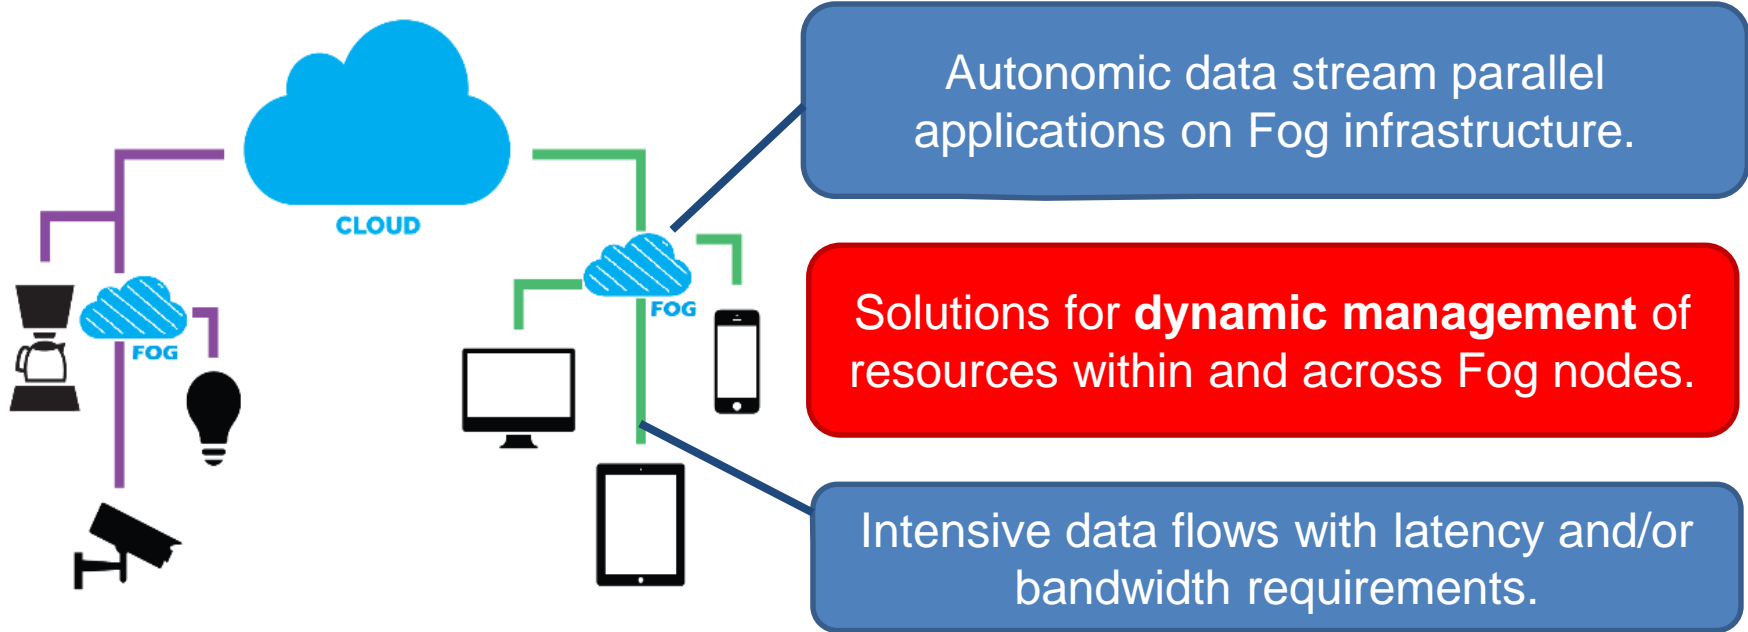 CLOUD
FOG
FOG
Autonomic data stream parallel
applications on Fog infrastructure.
Solutions for dynamic management of
resources within and across Fog nodes.
Intensive data flows with latency and/or
bandwidth requirements.